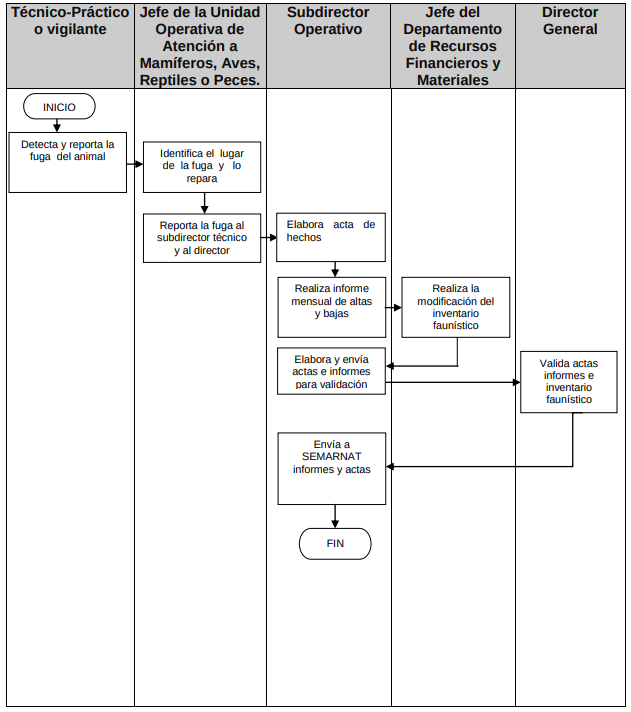 Técnico-Práctico
o vigilante
Jefe de la Unidad
Operativa de
Atención a
Mamíferos, Aves,
Reptiles o Peces.
Subdirector
Operativo
Jefe del
Departamento
de Recursos
Financieros y
Materiales
Director
General
INICIO
Detecta y reporta la
fuga del animal
Identifica el lugar
de la fuga y lo
repara
Reporta la fuga al
subdirector técnico
y al director
Elabora acta de
hechos
Realiza informe
mensual de altas
y bajas
Realiza la
modificación del
inventario
faunístico
Elabora y envía
actas e informes
para validación
Valida actas
informes e
inventario
faunístico
Envía a
SEMARNAT
informes y actas
FIN